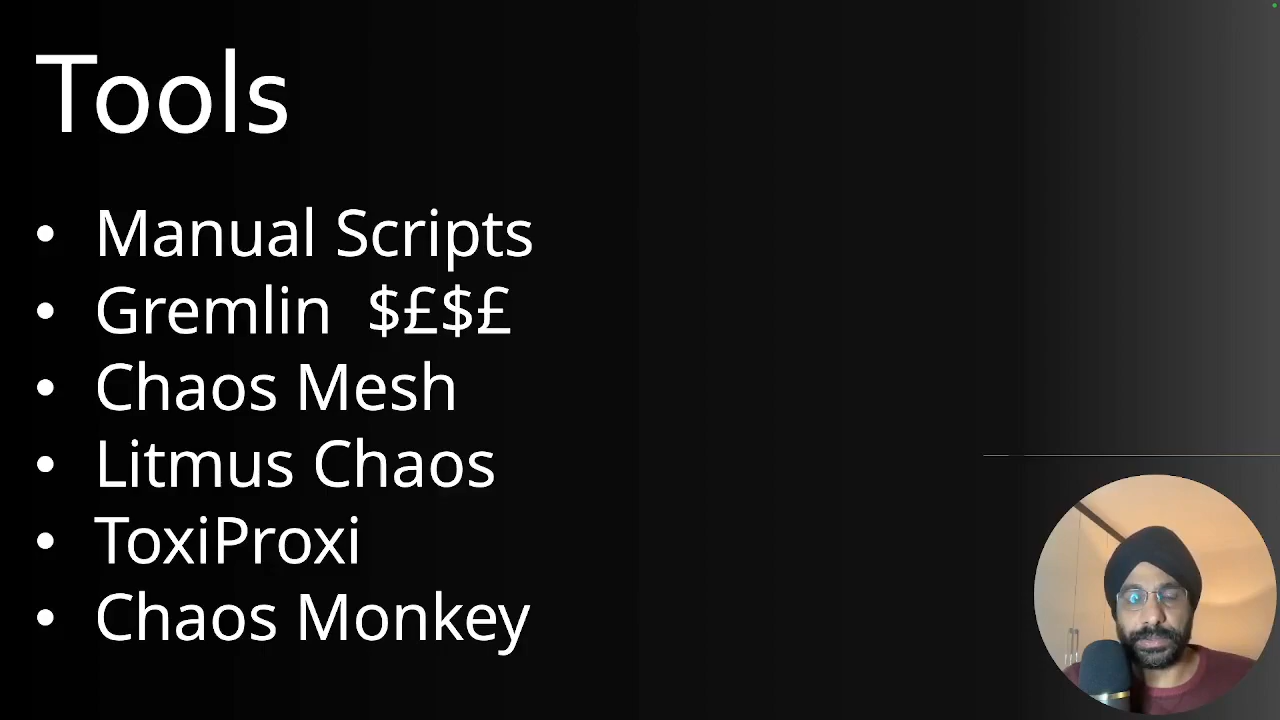 Tools
• Manual Scripts
• Gremlin $£$£
• Chaos Mesh
• Litmus Chaos
• ToxiProxi
• Chaos Monkey